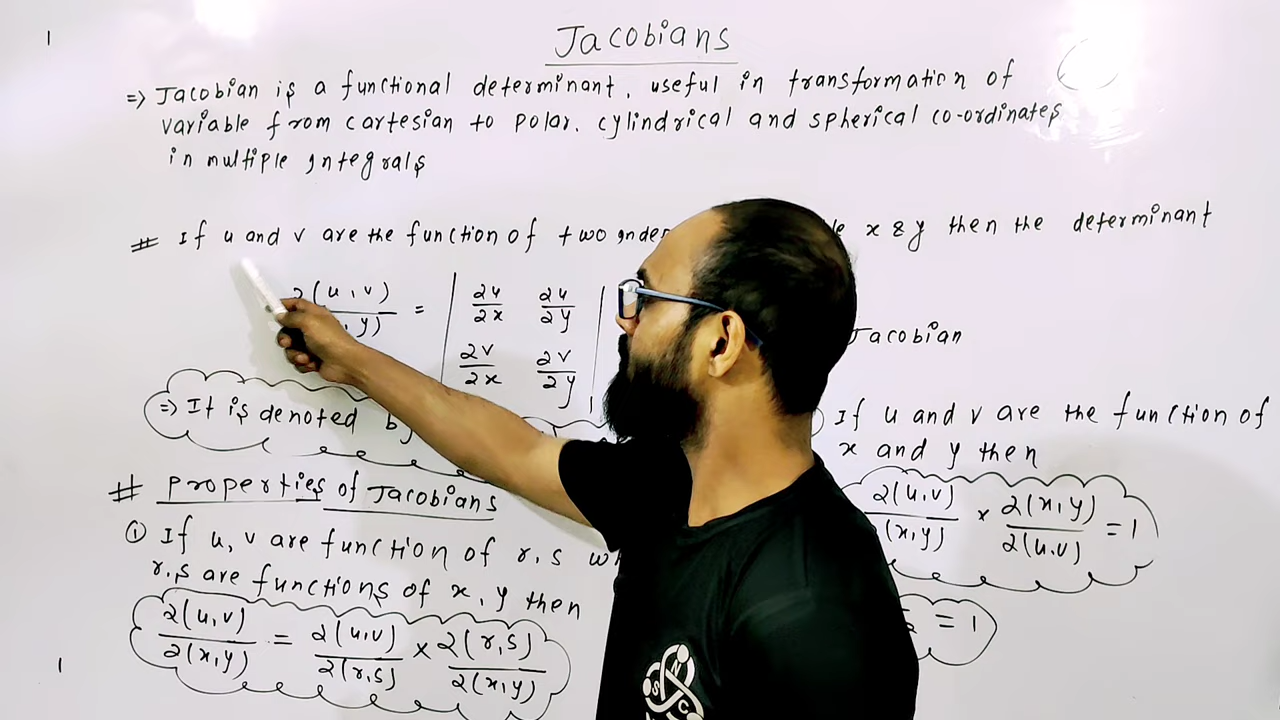 Jacobians
=> Jacobian is a functional determinant, useful in transformation of
variable from cartesian to polar. cylindrical and spherical co-ordinates
in multiple integrals
# If u and v are the function of two x & y then the determinant
∂(u,v) = | ∂u/∂x ∂u/∂y |
, y) | ∂v/∂x ∂v/∂y |
Jacobian
=> It is denoted by
# Properties of Jacobians
① If u, v are function of r, s
r,s are functions of x, y then
∂(u,v)/∂(x,y) = ∂(u,v)/∂(r,s) × ∂(r,s)/∂(x,y)
If u and v are the function of
x and y then
∂(u,v)/∂(x,y) × ∂(x,y)/∂(u,v) = 1
= 1
S N C